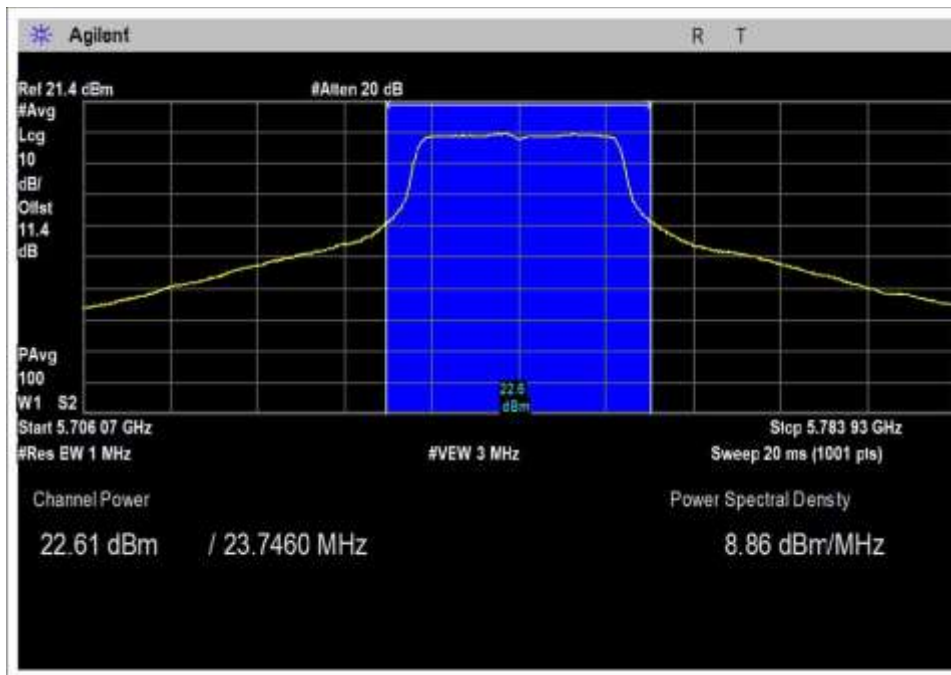 Agilent R T
Ref 21.4 dBm #Atten 20 dB
#Avg
Log
10
dB/
Offst
11.4
dB
22.6
dBm
PAvg
100
W1 S2
Start 5.706 07 GHz Stop 5.783 93 GHz
#Res BW 1 MHz #VBW 3 MHz Sweep 20 ms (1001 pts)
Channel Power Power Spectral Density
22.61 dBm / 23.7460 MHz 8.86 dBm/MHz